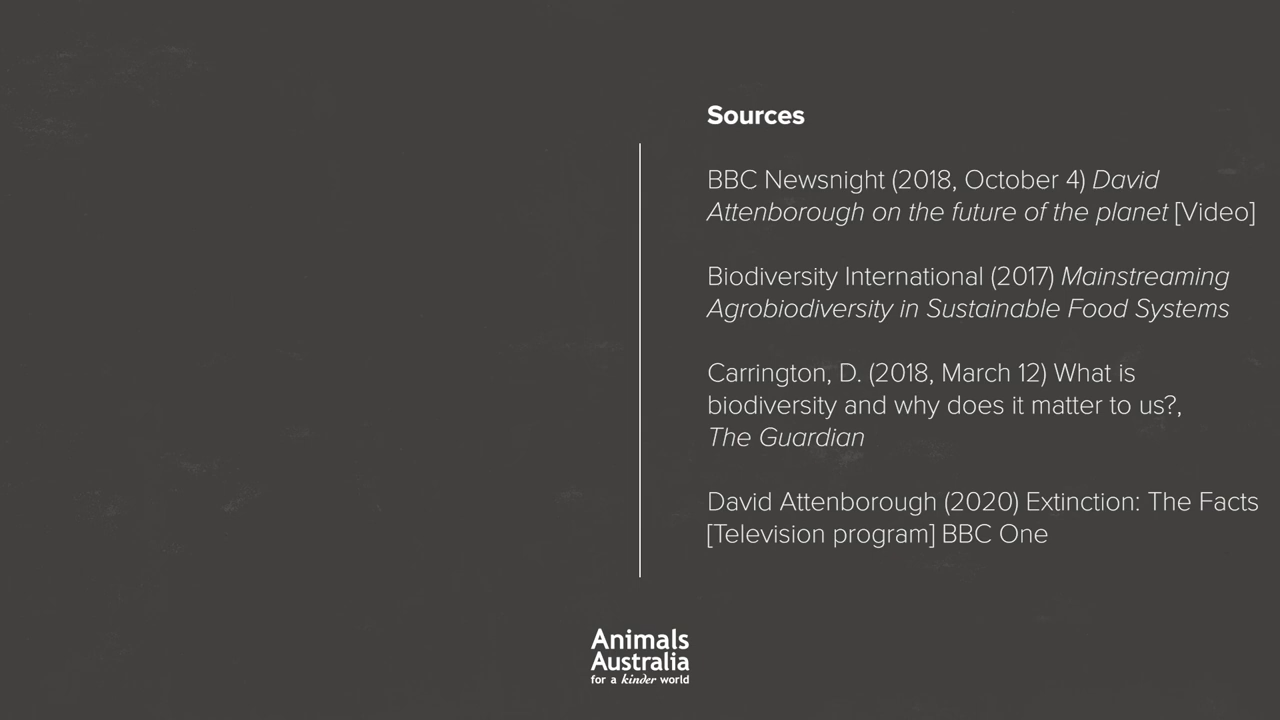 Sources
BBC Newsnight (2018, October 4) David
Attenborough on the future of the planet [Video]
Biodiversity International (2017) Mainstreaming
Agrobiodiversity in Sustainable Food Systems
Carrington, D. (2018, March 12) What is
biodiversity and why does it matter to us?,
The Guardian
David Attenborough (2020) Extinction: The Facts
[Television program] BBC One
Animals
Australia
for a kinder world